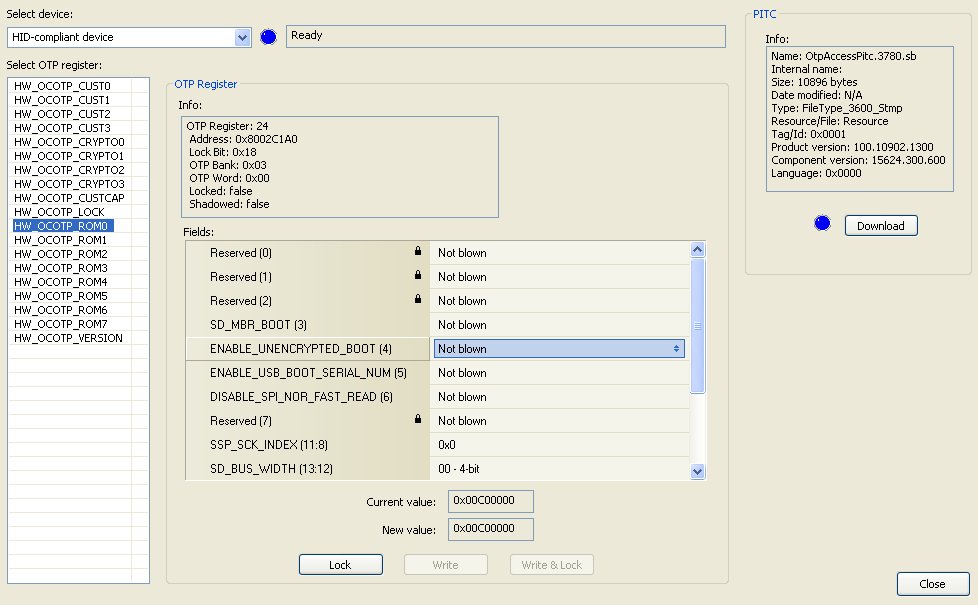 Select device:
HID-compliant device
Ready
Select OTP register:
HW_OCOTP_CUST0
HW_OCOTP_CUST1
HW_OCOTP_CUST2
HW_OCOTP_CUST3
HW_OCOTP_CRYPTO0
HW_OCOTP_CRYPTO1
HW_OCOTP_CRYPTO2
HW_OCOTP_CRYPTO3
HW_OCOTP_CUSTCAP
HW_OCOTP_LOCK
HW_OCOTP_ROM0
HW_OCOTP_ROM1
HW_OCOTP_ROM2
HW_OCOTP_ROM3
HW_OCOTP_ROM4
HW_OCOTP_ROM5
HW_OCOTP_ROM6
HW_OCOTP_ROM7
HW_OCOTP_VERSION
OTP Register
Info:
OTP Register: 24
Address: 0x8002C1A0
Lock Bit: 0x18
OTP Bank: 0x03
OTP Word: 0x00
Locked: false
Shadowed: false
Fields:
Reserved (0) Not blown
Reserved (1) Not blown
Reserved (2) Not blown
SD_MBR_BOOT (3) Not blown
ENABLE_UNENCRYPTED_BOOT (4) Not blown
ENABLE_USB_BOOT_SERIAL_NUM (5) Not blown
DISABLE_SPI_NOR_FAST_READ (6) Not blown
Reserved (7) Not blown
SSP_SCK_INDEX (11:8) 0x0
SD_BUS_WIDTH (13:12) 00 - 4-bit
Current value: 0x00C00000
New value: 0x00C00000
Lock Write Write & Lock
PITC
Info:
Name: OtpAccessPitc.3780.sb
Internal name:
Size: 10896 bytes
Date modified: N/A
Type: FileType_3600_Stmp
Resource/File: Resource
Tag/Id: 0x0001
Product version: 100.10902.1300
Component version: 15624.300.600
Language: 0x0000
Download
Close